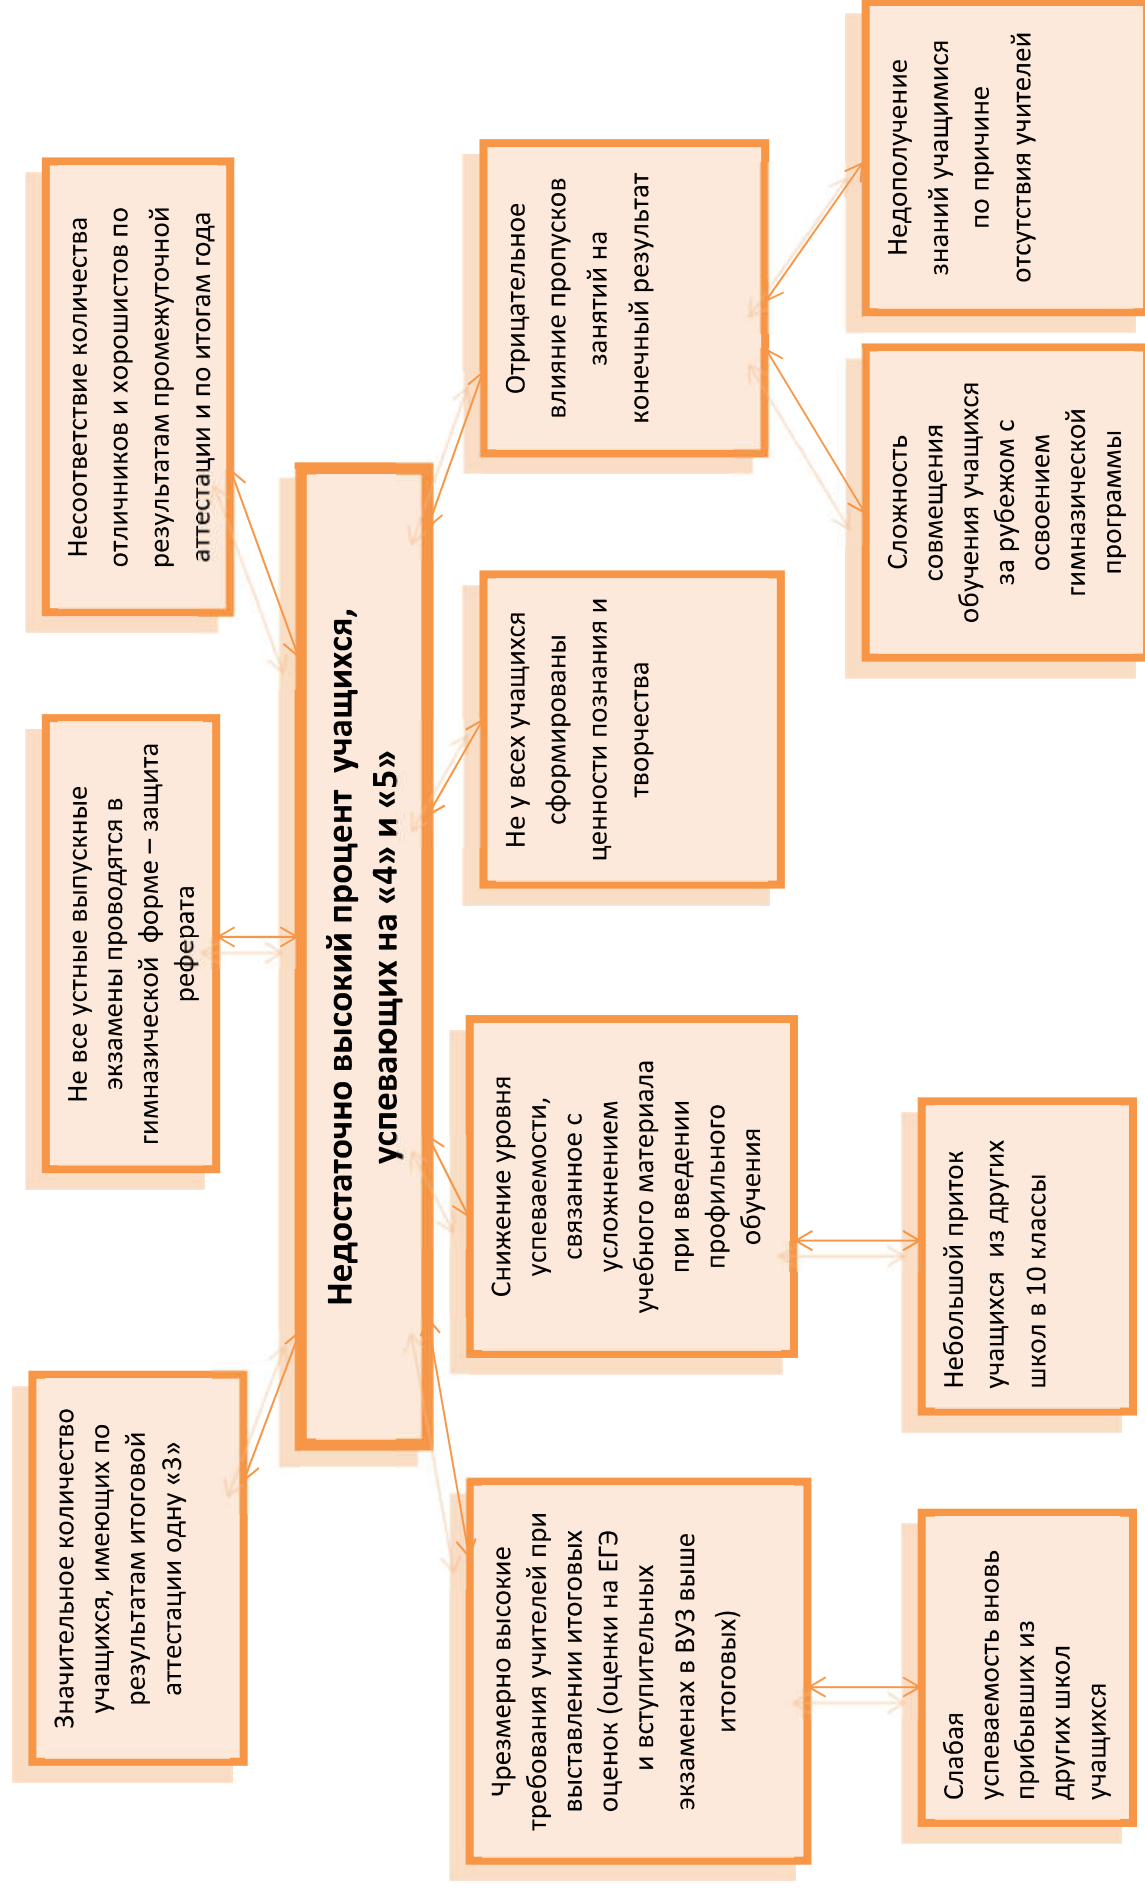 Значительное количество
учащихся, имеющих по
результатам итоговой
аттестации одну «3»
Не все устные выпускные
экзамены проводятся в
гимназической форме – защита
реферата
Несоответствие количества
отличников и хорошистов по
результатам промежуточной
аттестации и по итогам года
Недостаточно высокий процент учащихся,
успевающих на «4» и «5»
Чрезмерно высокие
требования учителей при
выставлении итоговых
оценок (оценки на ЕГЭ
и вступительных
экзаменах в ВУЗ выше
итоговых)
Снижение уровня
успеваемости,
связанное с
усложнением
учебного материала
при введении
профильного
обучения
Не у всех учащихся
сформированы
ценности познания и
творчества
Отрицательное
влияние пропусков
занятий на
конечный результат
Слабая
успеваемость вновь
прибывших из
других школ
учащихся
Небольшой приток
учащихся из других
школ в 10 классы
Сложность
совмещения
обучения учащихся
за рубежом с
освоением
гимназической
программы
Недополучение
знаний учащимися
по причине
отсутствия учителей